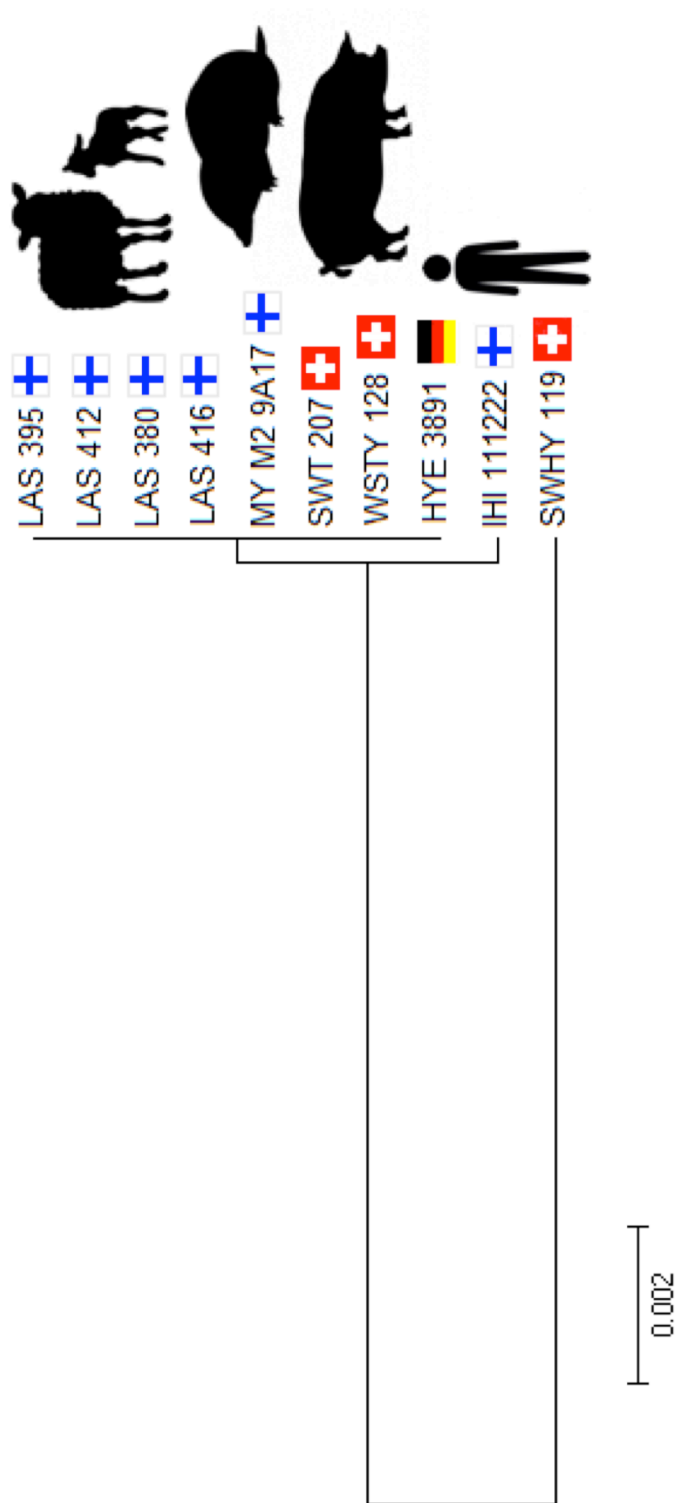 LAS 395
LAS 412
LAS 380
LAS 416
MY M2 9A17
SWT 207
WSTY 128
HYE 3891
IHI 111222
SWHY 119
0.002